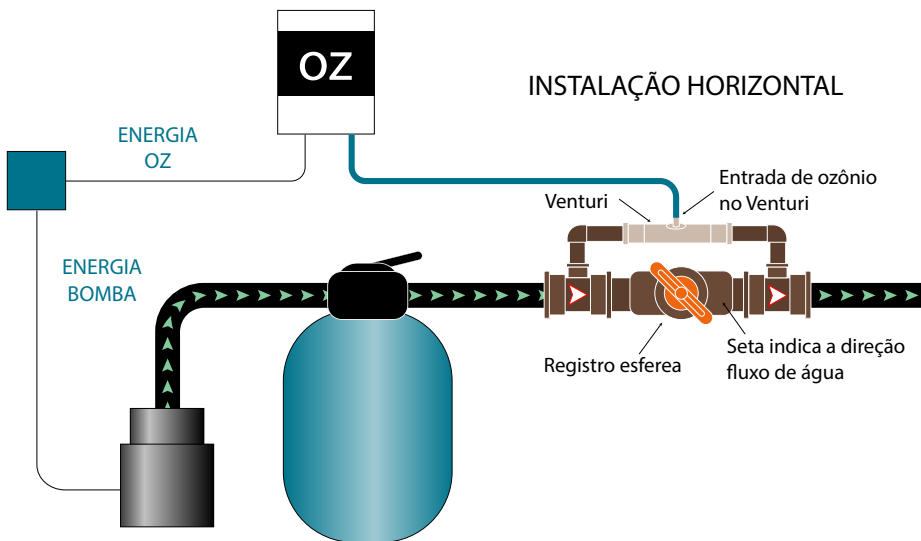 OZ
INSTALAÇÃO HORIZONTAL
ENERGIA
OZ
Entrada de ozônio
no Venturi
Venturi
ENERGIA
BOMBA
Registro esferea
Seta indica a direção
fluxo de água